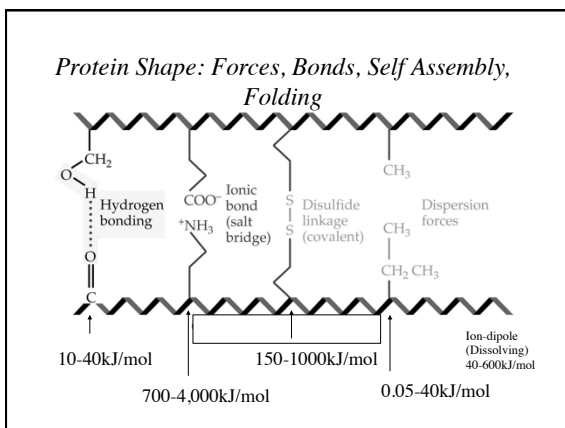 Protein Shape: Forces, Bonds, Self Assembly,
Folding
CH₂
O
H
Hydrogen
bonding
O
C
COO⁻
⁺NH₃
Ionic
bond
(salt
bridge)
S
S
Disulfide
linkage
(covalent)
CH₃
CH₃
CH₂ CH₃
Dispersion
forces
10-40kJ/mol
700-4,000kJ/mol
150-1000kJ/mol
0.05-40kJ/mol
Ion-dipole
(Dissolving)
40-600kJ/mol